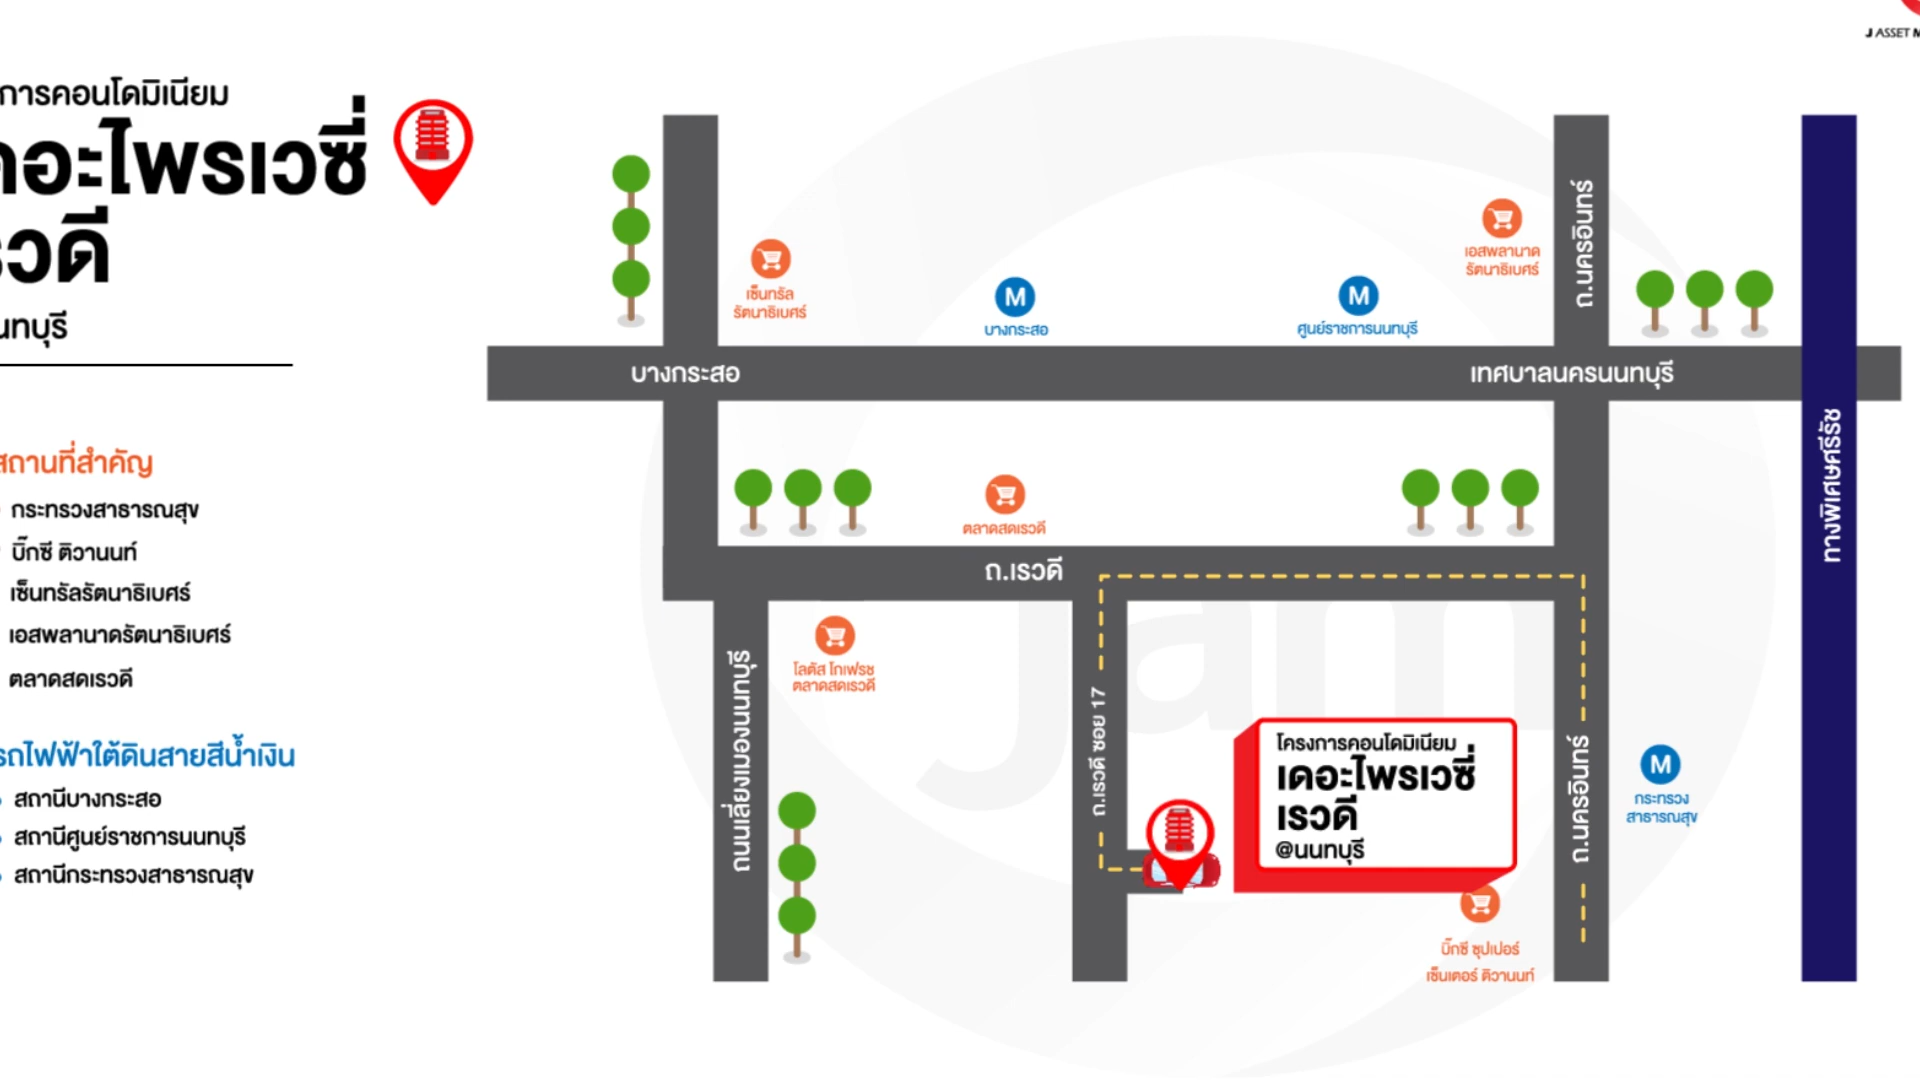 J ASSET M
การคอนโดมิเนียม
เดอะไพรเวซี่
เรวดี
นนทบุรี
สถานที่สำคัญ
กระทรวงสาธารณสุข
บิ๊กซี ติวานนท์
เซ็นทรัลรัตนาธิเบศร์
เอสพลานาดรัตนาธิเบศร์
ตลาดสดเรวดี
รถไฟฟ้าใต้ดินสายสีน้ำเงิน
สถานีบางกระสอ
สถานีศูนย์ราชการนนทบุรี
สถานีกระทรวงสาธารณสุข
เซ็นทรัล
รัตนาธิเบศร์
M
บางกระสอ
M
ศูนย์ราชการนนทบุรี
เอสพลานาด
รัตนาธิเบศร์
ถ.นครอินทร์
บางกระสอ
เทศบาลนครนนทบุรี
ทางพิเศษศรีรัช
ตลาดสดเรวดี
ถ.เรวดี
โลตัส โกเฟรช
ตลาดสดเรวดี
ถนนเลี่ยงเมืองนนทบุรี
ถ.เรวดี ซอย 17
โครงการคอนโดมิเนียม
เดอะไพรเวซี่
เรวดี
@นนทบุรี
ถ.นครอินทร์
M
กระทรวง
สาธารณสุข
บิ๊กซี ซุปเปอร์
เซ็นเตอร์ ติวานนท์
Jam